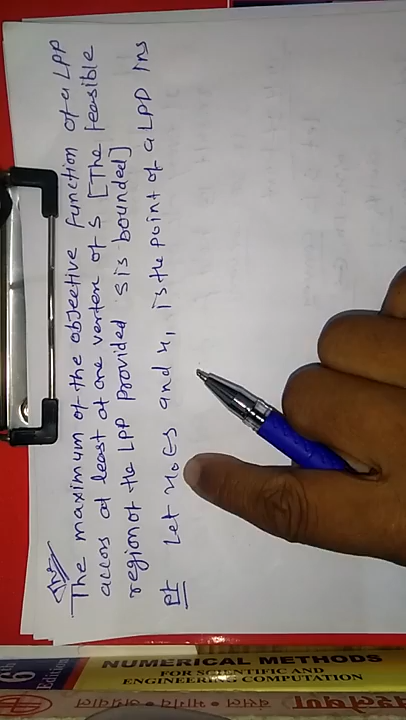 Thm
The maximum of the objective function of a LPP
accos at least at one vertex of S [The feasible
region of the LPP provided S is bounded]
Pf Let x₀ ∈ S and x₁ is the point of a LPP ins
6th Edition
NUMERICAL METHODS
FOR SCIENTIFIC AND
ENGINEERING COMPUTATION